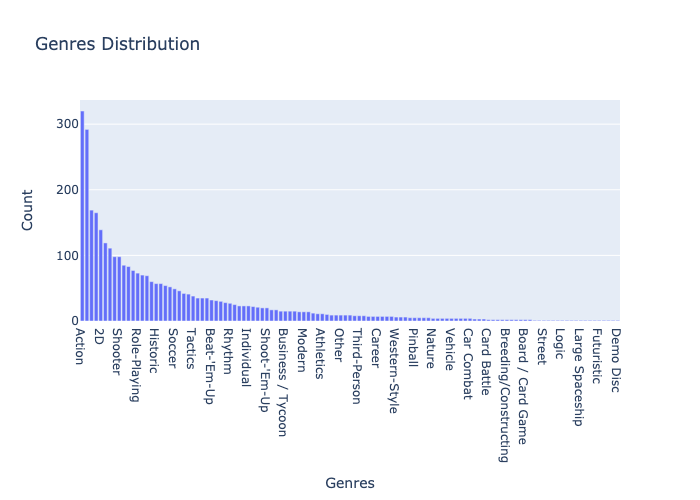 Genres Distribution
300
200
100
0
Count
Action
2D
Shooter
Role-Playing
Historic
Soccer
Tactics
Beat-'Em-Up
Rhythm
Individual
Shoot-'Em-Up
Business / Tycoon
Modern
Athletics
Other
Third-Person
Career
Western-Style
Pinball
Nature
Vehicle
Car Combat
Card Battle
Breeding/Constructing
Board / Card Game
Street
Logic
Large Spaceship
Futuristic
Demo Disc
Genres